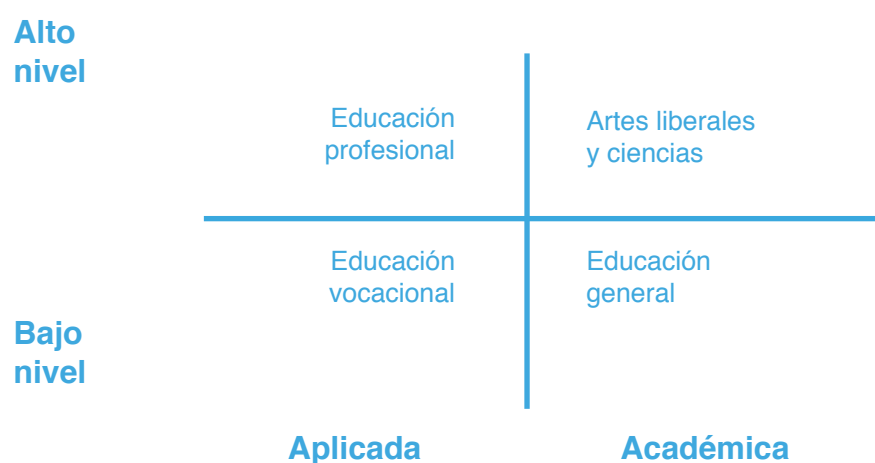 Alto
nivel
Educación
profesional
Artes liberales
y ciencias
Educación
vocacional
Educación
general
Bajo
nivel
Aplicada
Académica